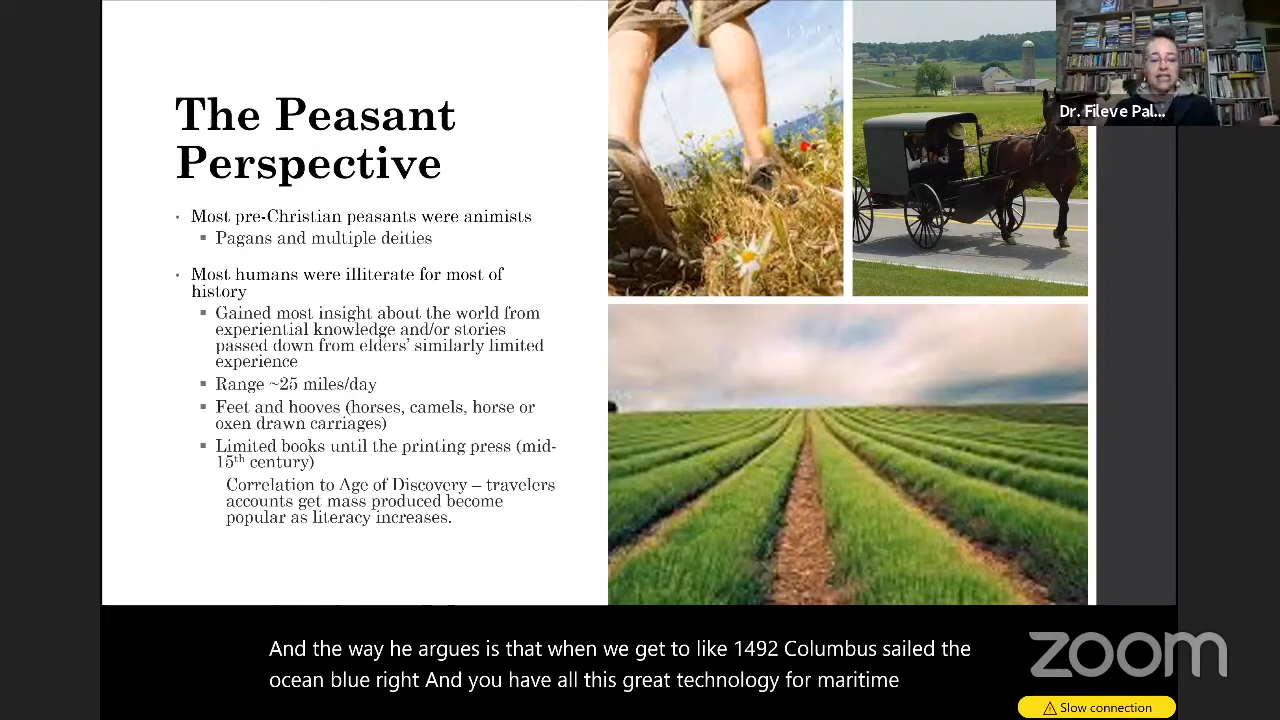 The Peasant
Perspective
• Most pre-Christian peasants were animists
▪ Pagans and multiple deities
• Most humans were illiterate for most of
history
▪ Gained most insight about the world from
experiential knowledge and/or stories
passed down from elders’ similarly limited
experience
▪ Range ~25 miles/day
▪ Feet and hooves (horses, camels, horse or
oxen drawn carriages)
▪ Limited books until the printing press (mid-
15th century)
Correlation to Age of Discovery – travelers
accounts get mass produced become
popular as literacy increases.
Dr. Fileve Pal...
And the way he argues is that when we get to like 1492 Columbus sailed the
ocean blue right And you have all this great technology for maritime
zoom
⚠ Slow connection